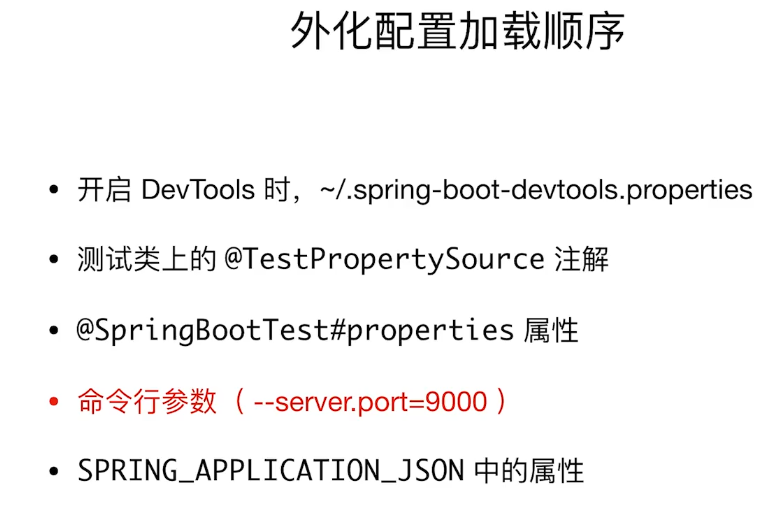 外化配置加载顺序
• 开启 DevTools 时，~/.spring-boot-devtools.properties
• 测试类上的 @TestPropertySource 注解
• @SpringBootTest#properties 属性
• 命令行参数（ --server.port=9000 ）
• SPRING_APPLICATION_JSON 中的属性